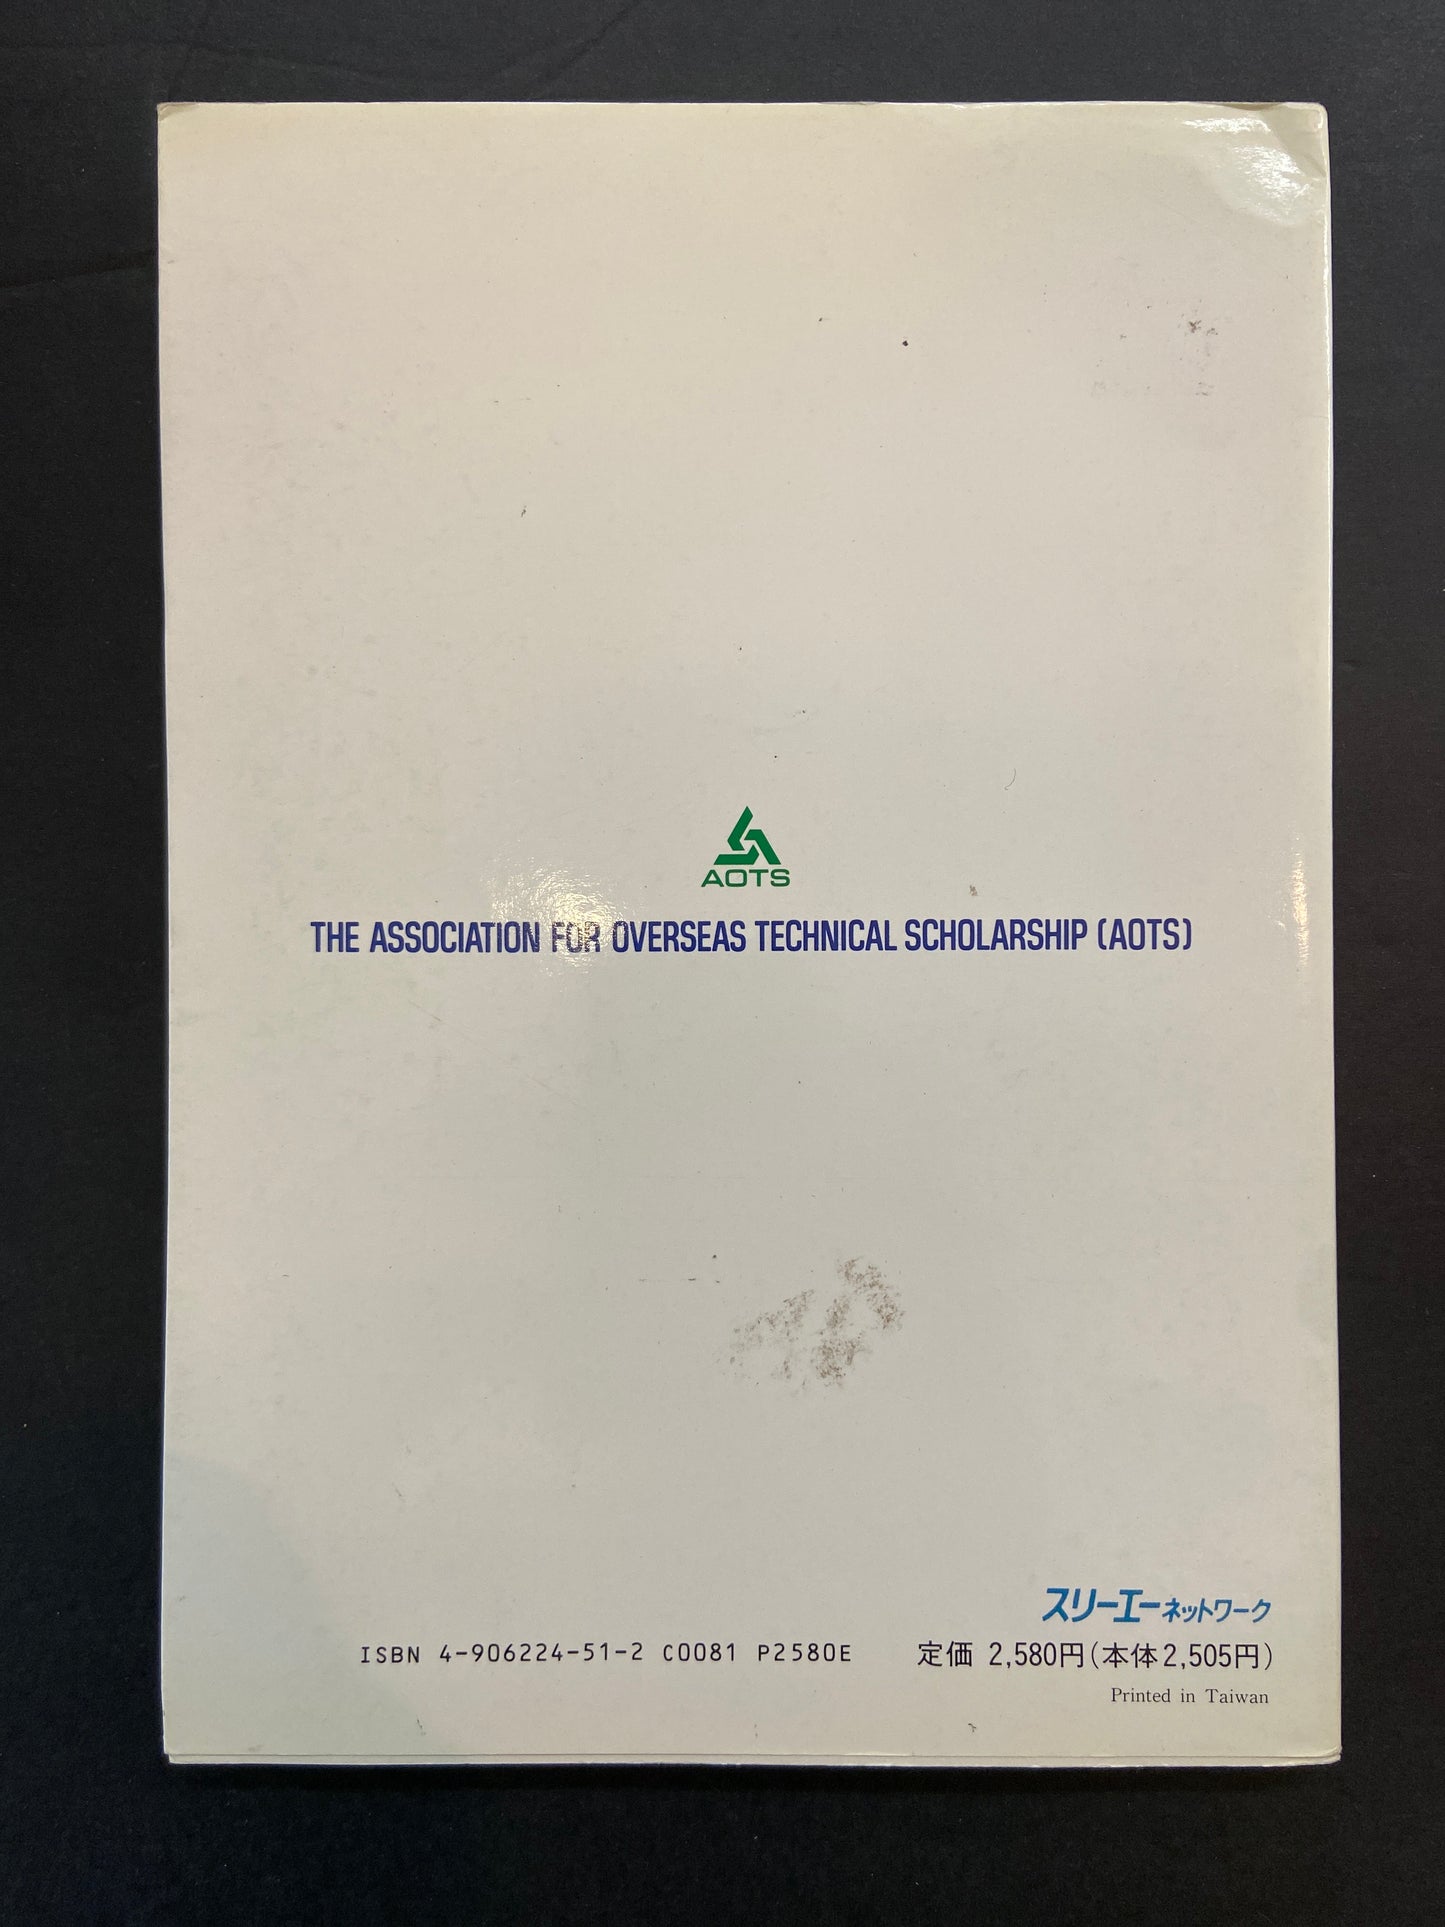 AOTS
THE ASSOCIATION FOR OVERSEAS TECHNICAL SCHOLARSHIP (AOTS)
スリーエーネットワーク
ISBN 4-906224-51-2 C0081 P2580E 定価 2,580円(本体2,505円)
Printed in Taiwan